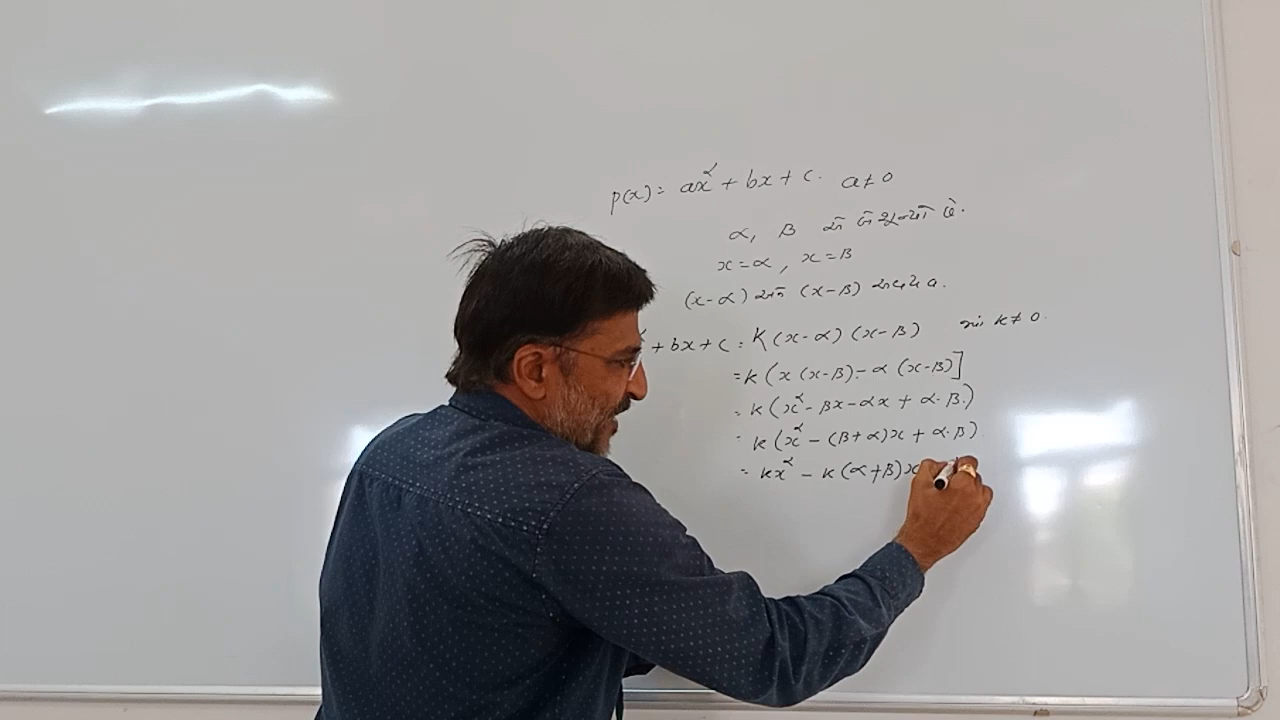 p(x) = ax² + bx + c. a≠0
α, β એ બે શૂન્યો છે.
x=α, x=β
(x-α) અને (x-β) અવયવ
+ bx + c = K(x-α)(x-β) જ્યાં k≠0.
=k(x(x-β)-α(x-β)]
= k(x²-βx-αx+α·β.)
= k(x²-(β+α)x+α·β)
= kx² - k(α+β)x